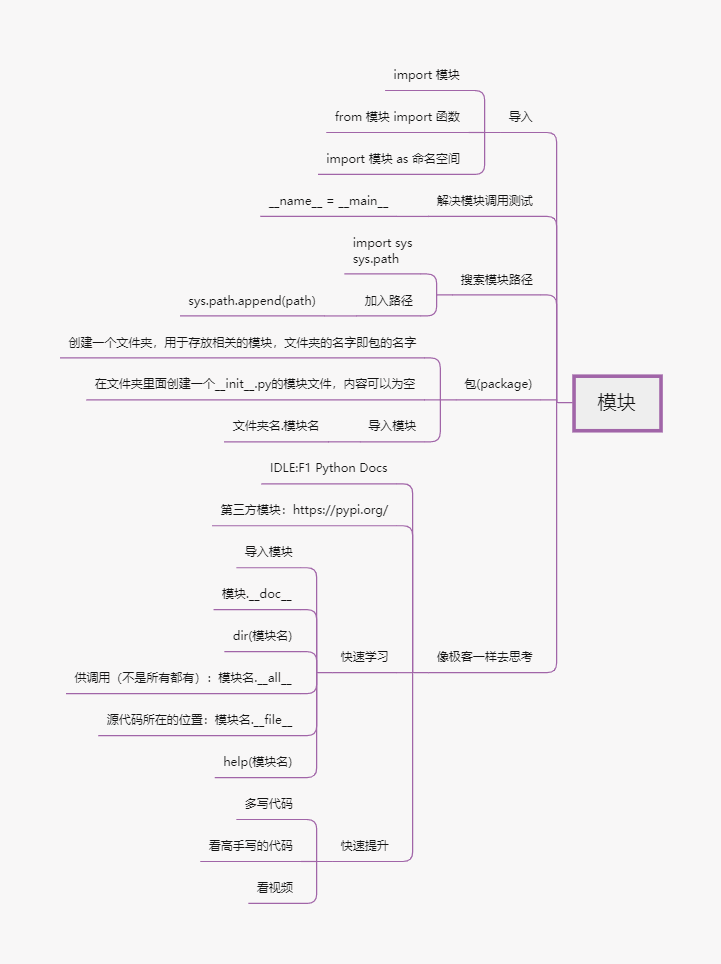 import 模块
from 模块 import 函数
导入
import 模块 as 命名空间
__name__ = __main__
解决模块调用测试
import sys
sys.path
搜索模块路径
sys.path.append(path)
加入路径
创建一个文件夹，用于存放相关的模块，文件夹的名字即包的名字
在文件夹里面创建一个__init__.py的模块文件，内容可以为空
包(package)
模块
文件夹名.模块名
导入模块
IDLE:F1 Python Docs
第三方模块：https://pypi.org/
导入模块
模块.__doc__
dir(模块名)
快速学习
像极客一样去思考
供调用（不是所有都有）：模块名.__all__
源代码所在的位置：模块名.__file__
help(模块名)
多写代码
看高手写的代码
快速提升
看视频